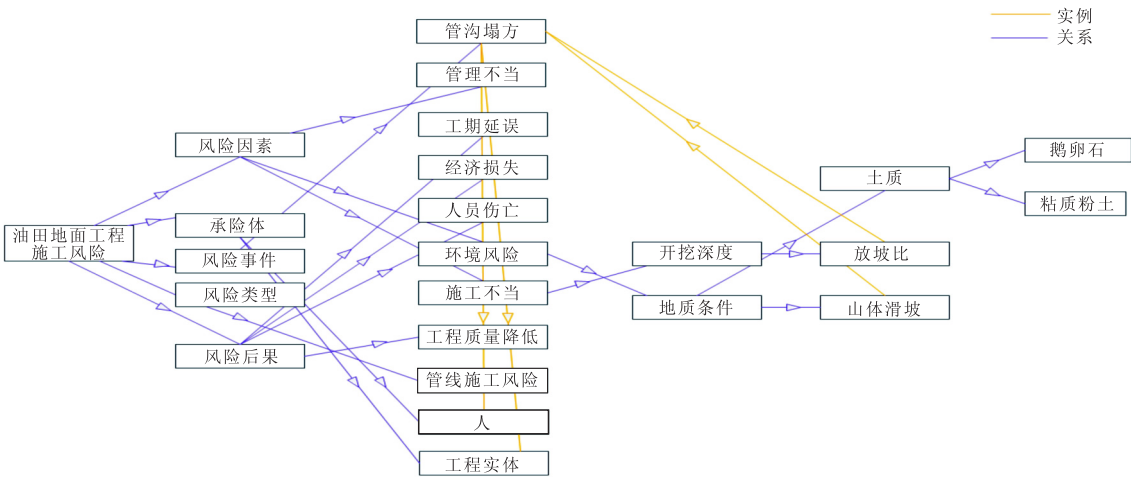 管沟塌方
实例
关系
管理不当
工期延误
风险因素
鹅卵石
经济损失
土质
粘质粉土
人员伤亡
承险体
油田地面工程
施工风险
风险事件
环境风险
开挖深度
放坡比
风险类型
施工不当
地质条件
山体滑坡
工程质量降低
风险后果
管线施工风险
人
工程实体